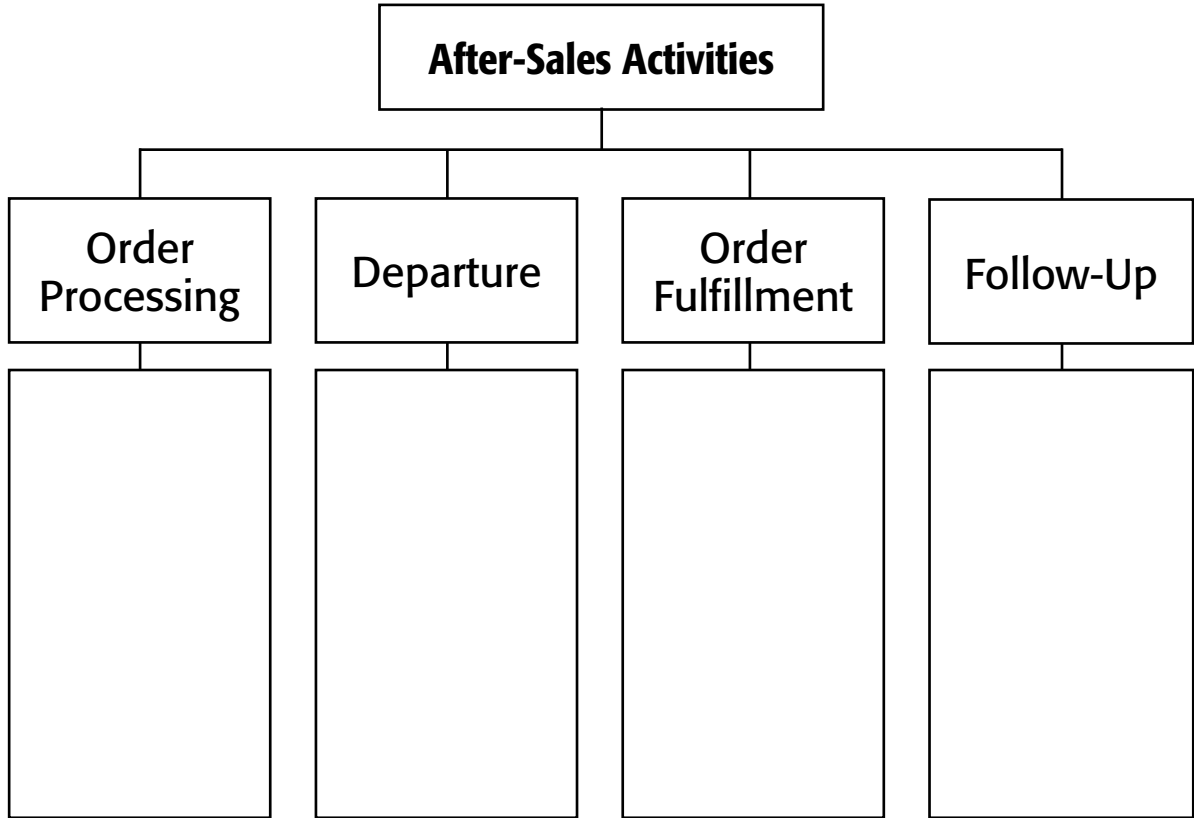 After-Sales Activities
Order
Processing
Departure
Order
Fulfillment
Follow-Up